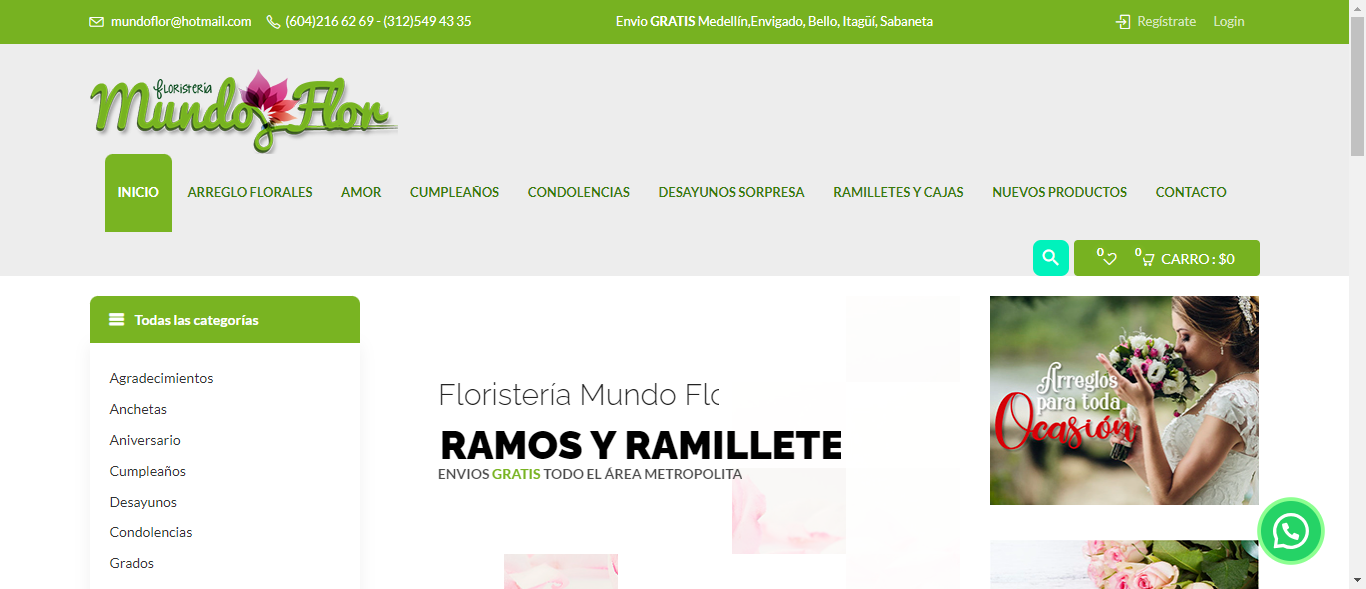 mundoflor@hotmail.com (604)216 62 69 - (312)549 43 35 Envio GRATIS Medellín,Envigado, Bello, Itagüí, Sabaneta Regístrate Login
FLORISTERÍA
Mundo Flor
INICIO ARREGLO FLORALES AMOR CUMPLEAÑOS CONDOLENCIAS DESAYUNOS SORPRESA RAMILLETES Y CAJAS NUEVOS PRODUCTOS CONTACTO
0 0 CARRO : $0
Todas las categorías
Agradecimientos
Anchetas
Aniversario
Cumpleaños
Desayunos
Condolencias
Grados
Floristería Mundo Flo
RAMOS Y RAMILLETE
ENVIOS GRATIS TODO EL ÁREA METROPOLITA
Arreglos
para toda
Ocasión